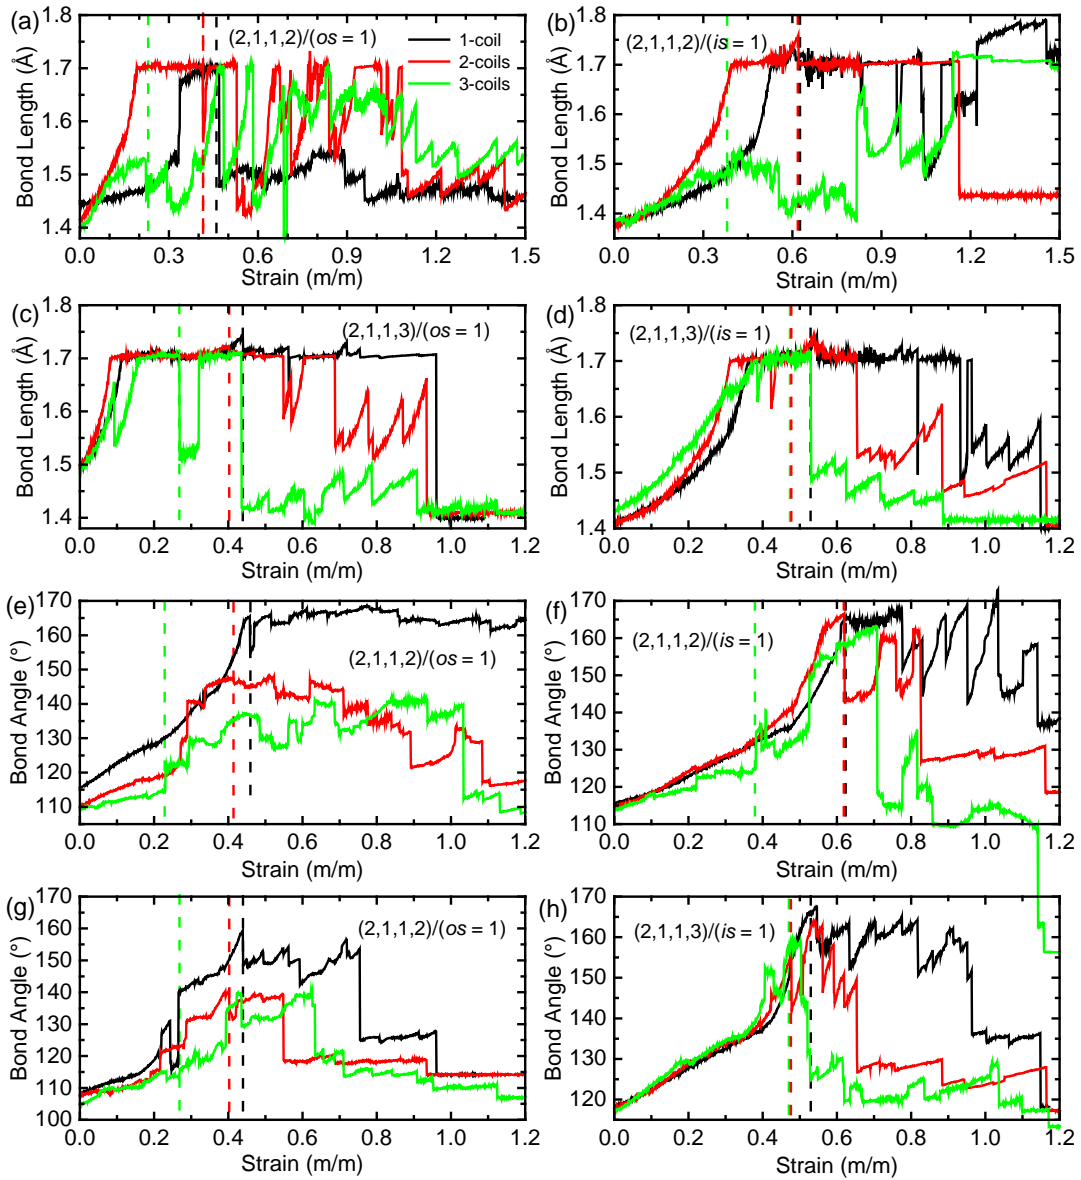 (a)
(2,1,1,2)/(os = 1)
1-coil
2-coils
3-coils
Bond Length (Å)
1.8
1.7
1.6
1.5
1.4
0.0
0.3
0.6
0.9
1.2
1.5
Strain (m/m)
(b)
(2,1,1,2)/(is = 1)
Bond Length (Å)
1.8
1.7
1.6
1.5
1.4
0.0
0.3
0.6
0.9
1.2
1.5
Strain (m/m)
(c)
(2,1,1,3)/(os = 1)
Bond Length (Å)
1.8
1.7
1.6
1.5
1.4
0.0
0.2
0.4
0.6
0.8
1.0
1.2
Strain (m/m)
(d)
(2,1,1,3)/(is = 1)
Bond Length (Å)
1.8
1.7
1.6
1.5
1.4
0.0
0.2
0.4
0.6
0.8
1.0
1.2
Strain (m/m)
(e)
(2,1,1,2)/(os = 1)
Bond Angle (°)
170
160
150
140
130
120
110
0.0
0.2
0.4
0.6
0.8
1.0
1.2
Strain (m/m)
(f)
(2,1,1,2)/(is = 1)
Bond Angle (°)
170
160
150
140
130
120
110
0.0
0.2
0.4
0.6
0.8
1.0
1.2
Strain (m/m)
(g)
(2,1,1,2)/(os = 1)
Bond Angle (°)
170
160
150
140
130
120
110
100
0.0
0.2
0.4
0.6
0.8
1.0
1.2
Strain (m/m)
(h)
(2,1,1,3)/(is = 1)
Bond Angle (°)
170
160
150
140
130
120
0.0
0.2
0.4
0.6
0.8
1.0
1.2
Strain (m/m)